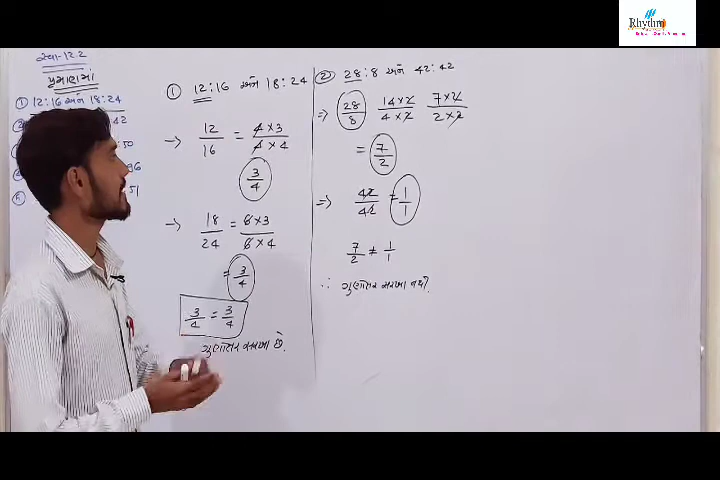 Rhythm
પ્રમાણમાં
① 12:16 અને 18:24
① 12:16 અને 18:24
→ 12/16 = 4×3/4×4
3/4
→ 18/24 = 6×3/6×4
= 3/4
3/4 = 3/4
ગુણોત્તર સરખા છે.
② 28:8 અને 42:42
⇒ 28/8 14×2/4×2 7×2/2×2
= 7/2
⇒ 42/42 = 1/1
7/2 ≠ 1/1
∴ ગુણોત્તર સરખા નથી.